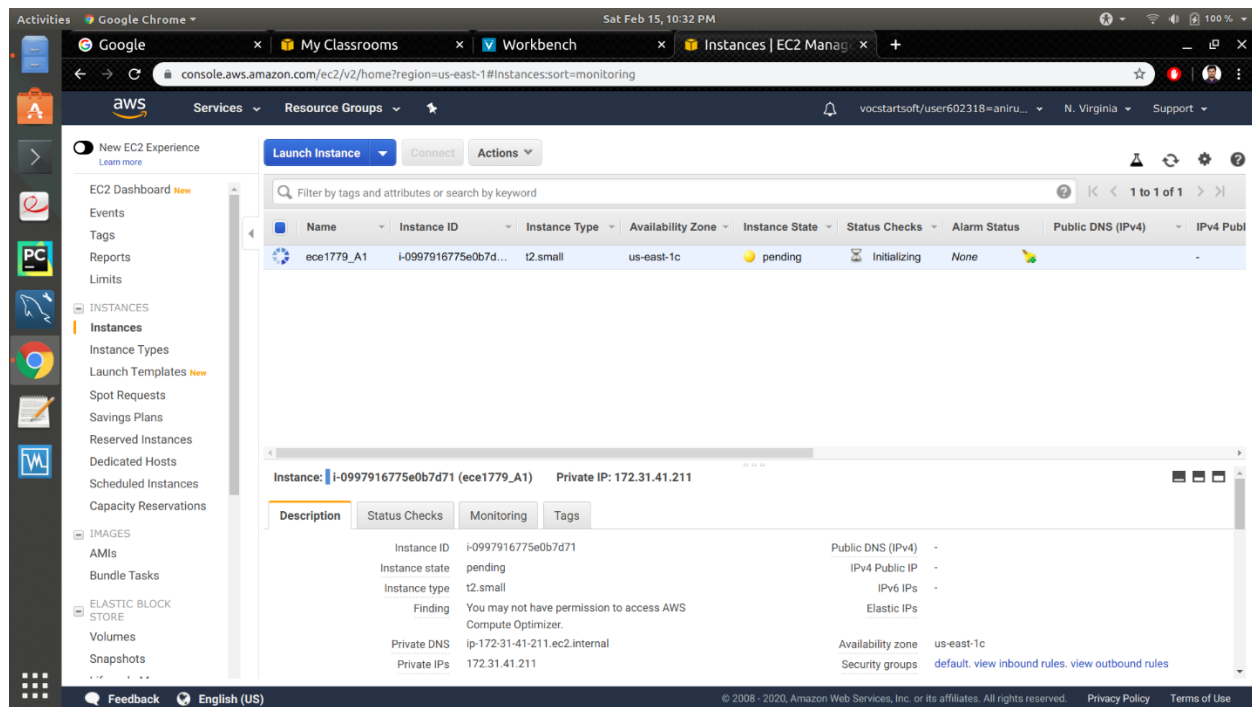 Activities Google Chrome Sat Feb 15, 10:32 PM 100 %
Google My Classrooms Workbench Instances | EC2 Manag
console.aws.amazon.com/ec2/v2/home?region=us-east-1#Instances:sort=monitoring
aws Services Resource Groups vocstartsoft/user602318=aniru... N. Virginia Support
New EC2 Experience
Learn more
EC2 Dashboard New
Events
Tags
Reports
Limits
INSTANCES
Instances
Instance Types
Launch Templates New
Spot Requests
Savings Plans
Reserved Instances
Dedicated Hosts
Scheduled Instances
Capacity Reservations
IMAGES
AMIs
Bundle Tasks
ELASTIC BLOCK
STORE
Volumes
Snapshots
Launch Instance Connect Actions
Filter by tags and attributes or search by keyword 1 to 1 of 1
Name Instance ID Instance Type Availability Zone Instance State Status Checks Alarm Status Public DNS (IPv4) IPv4 Publ
ece1779_A1 i-0997916775e0b7d... t2.small us-east-1c pending Initializing None -
Instance: i-0997916775e0b7d71 (ece1779_A1) Private IP: 172.31.41.211
Description Status Checks Monitoring Tags
Instance ID i-0997916775e0b7d71 Public DNS (IPv4) -
Instance state pending IPv4 Public IP -
Instance type t2.small IPv6 IPs -
Finding You may not have permission to access AWS Elastic IPs
Compute Optimizer.
Private DNS ip-172-31-41-211.ec2.internal Availability zone us-east-1c
Private IPs 172.31.41.211 Security groups default. view inbound rules. view outbound rules
Feedback English (US) © 2008 - 2020, Amazon Web Services, Inc. or its affiliates. All rights reserved. Privacy Policy Terms of Use
PC